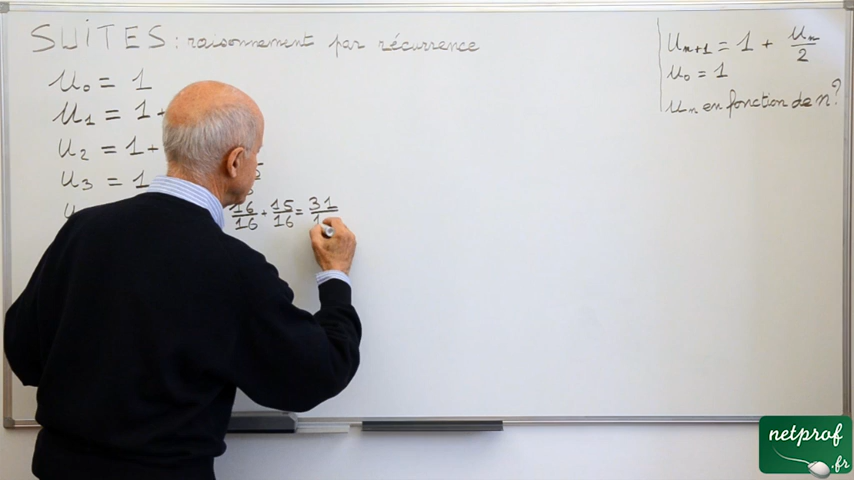 SUITES : raisonnement par récurrence
u₀ = 1
u₁ = 1 +
u₂ = 1 +
u₃ = 1
16/16 + 15/16 = 31/1
uₙ₊₁ = 1 + uₙ/2
u₀ = 1
uₙ en fonction de n?
netprof
.fr